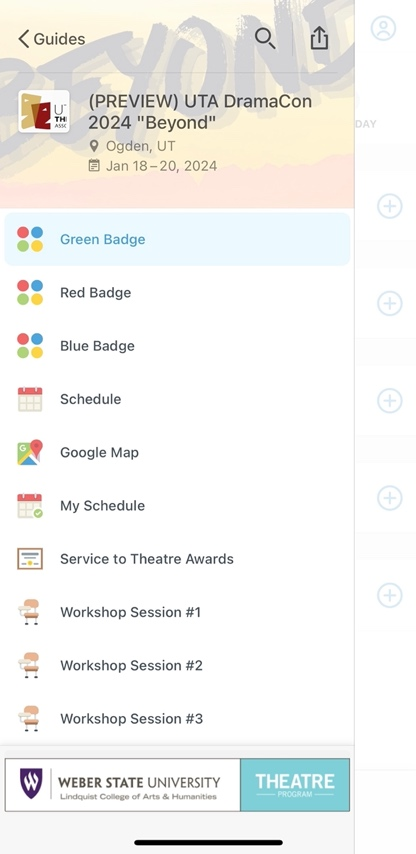 Guides
(PREVIEW) UTA DramaCon
2024 "Beyond"
Ogden, UT
Jan 18–20, 2024
DAY
Green Badge
Red Badge
Blue Badge
Schedule
Google Map
My Schedule
Service to Theatre Awards
Workshop Session #1
Workshop Session #2
Workshop Session #3
W WEBER STATE UNIVERSITY
Lindquist College of Arts & Humanities
THEATRE
PROGRAM